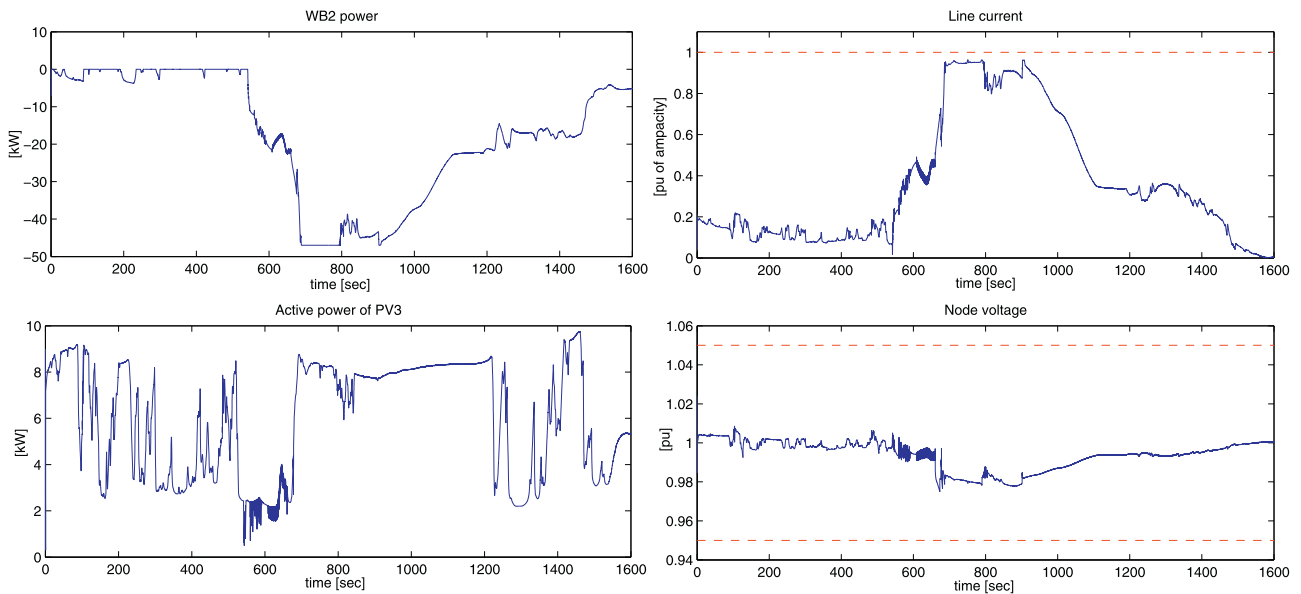 WB2 power
10
0
−10
−20
−30
−40
−50
[kW]
0 200 400 600 800 1000 1200 1400 1600
time [sec]
Line current
1
0.8
0.6
0.4
0.2
0
[pu of ampacity]
0 200 400 600 800 1000 1200 1400 1600
time [sec]
Active power of PV3
10
8
6
4
2
0
[kW]
0 200 400 600 800 1000 1200 1400 1600
time [sec]
Node voltage
1.06
1.04
1.02
1
0.98
0.96
0.94
[pu]
0 200 400 600 800 1000 1200 1400 1600
time [sec]